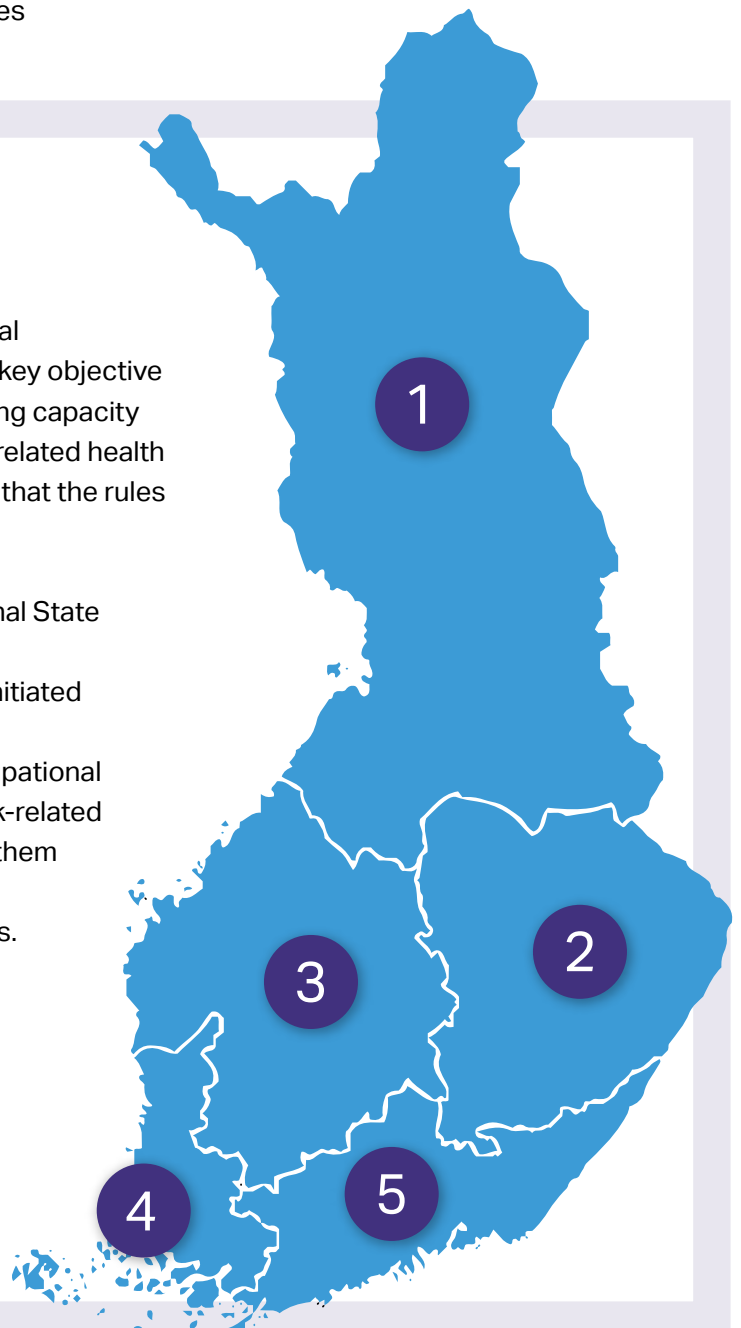 es
al
key objective
ng capacity
related health
that the rules
nal State
nitiated
pational
k-related
them
s.
1
2
3
4
5